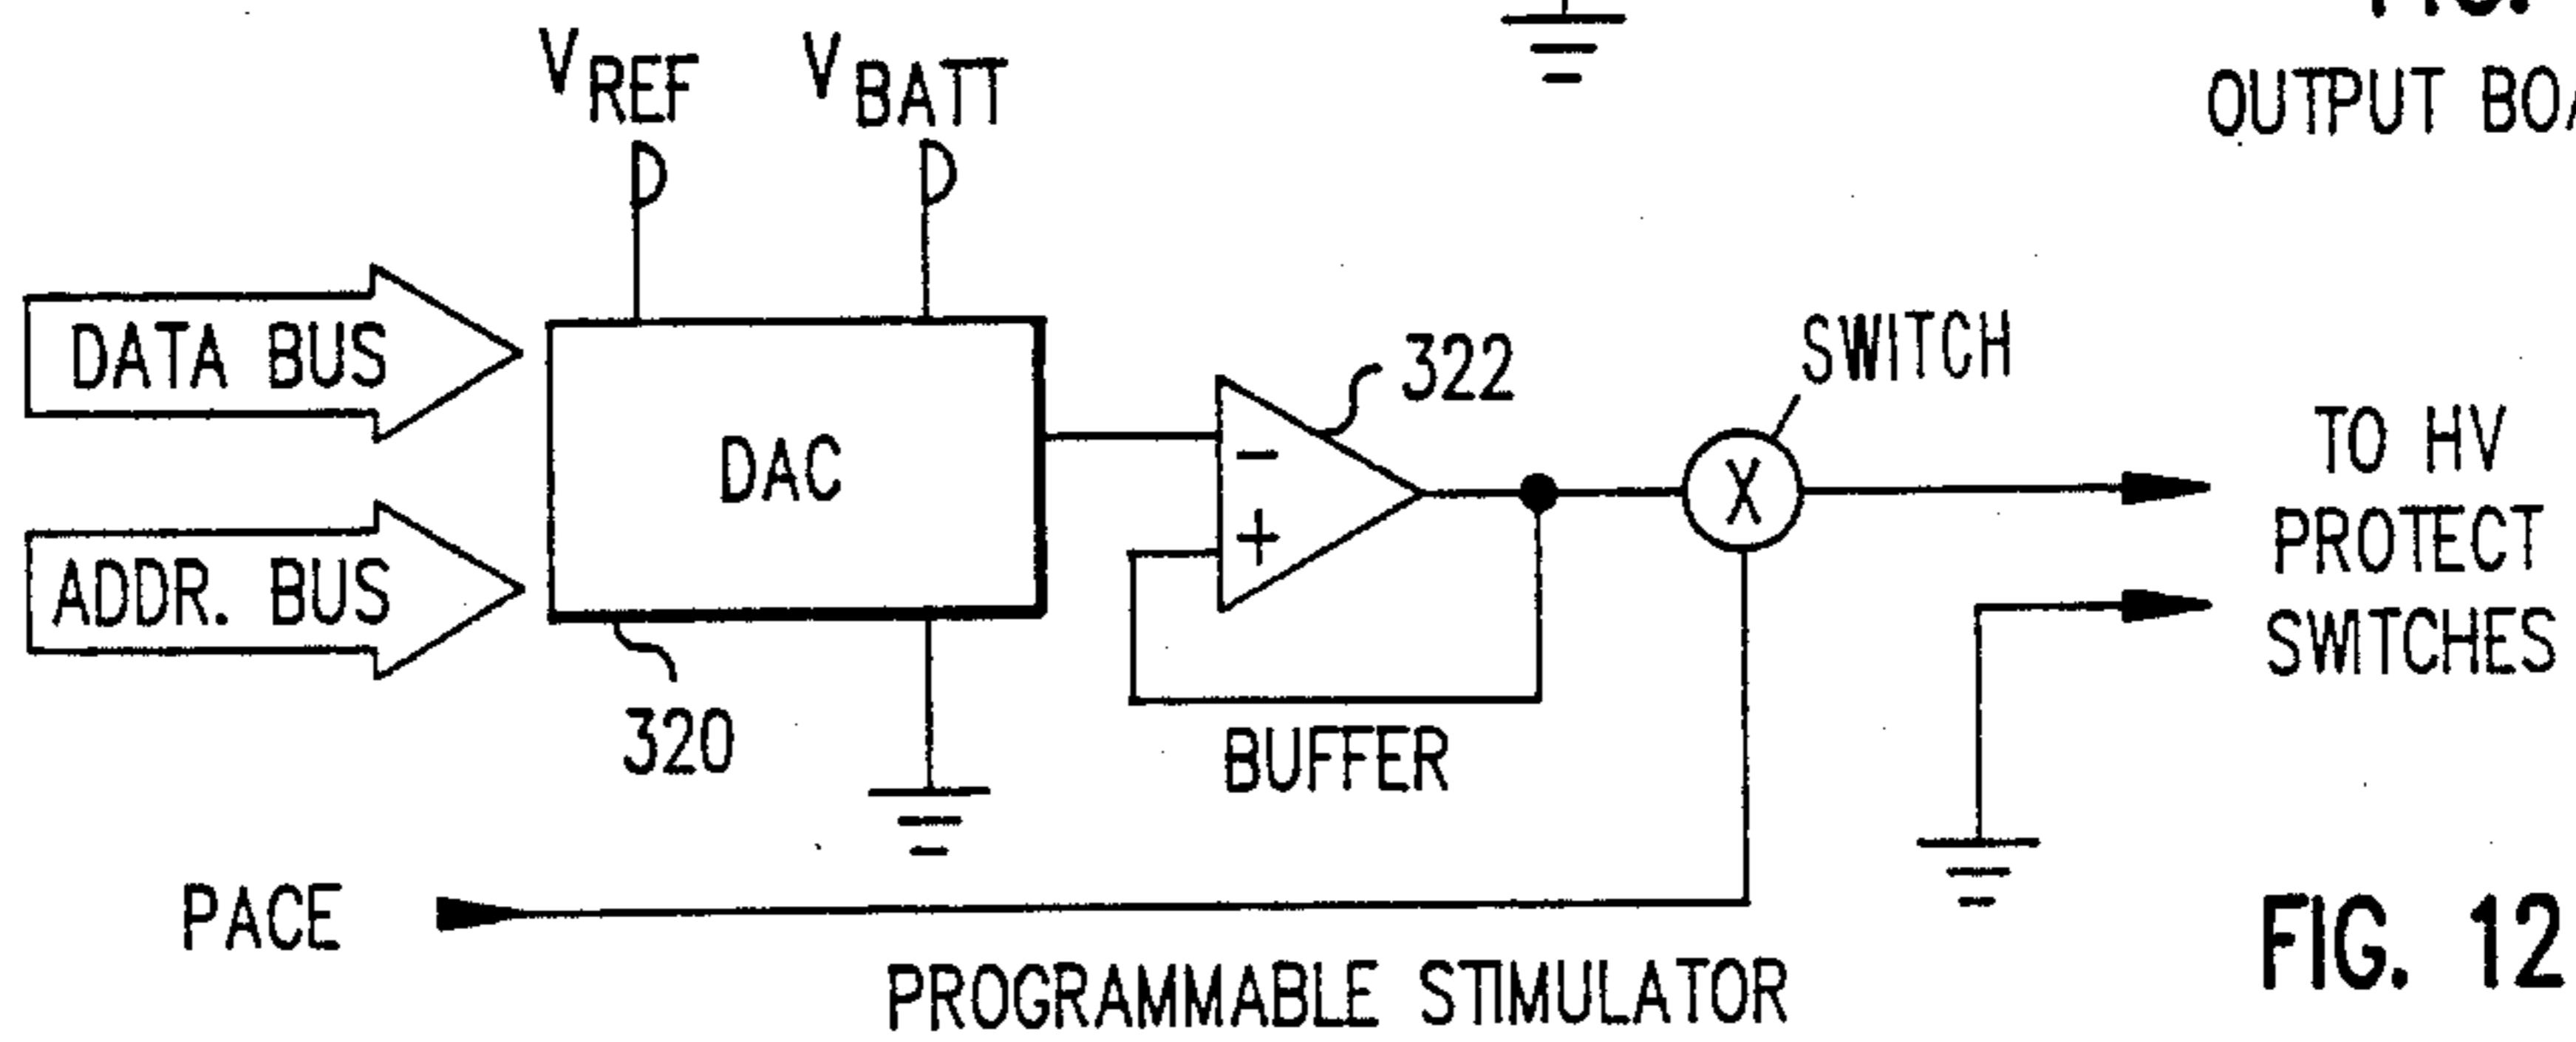 FIG.
OUTPUT
VREF
VBATT
DATA BUS
ADDR. BUS
DAC
320
322
SWITCH
X
-
+
BUFFER
TO HV
PROTECT
SWITCHES
PACE
PROGRAMMABLE STIMULATOR
FIG. 12